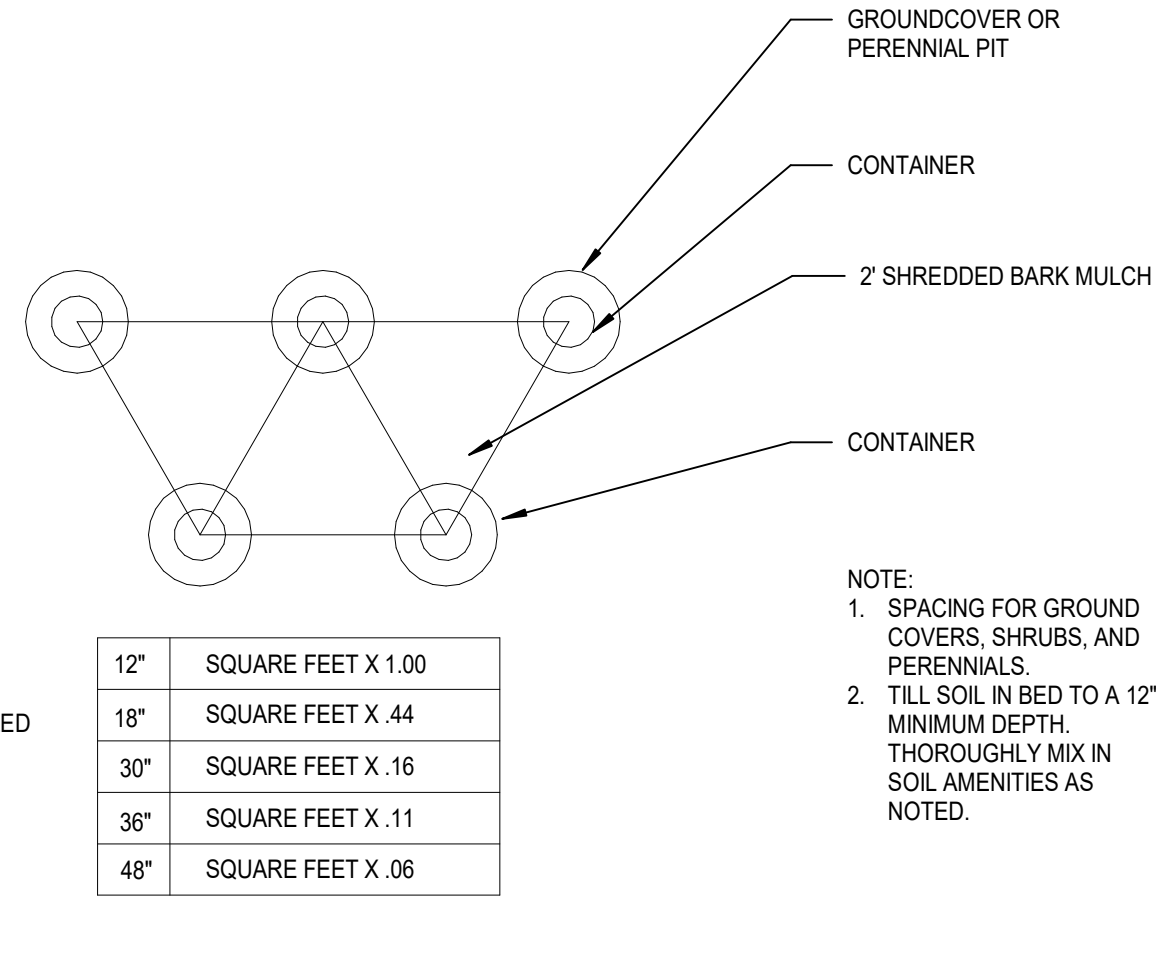 GROUNDCOVER OR
PERENNIAL PIT
CONTAINER
2' SHREDDED BARK MULCH
CONTAINER
NOTE:
1. SPACING FOR GROUND
COVERS, SHRUBS, AND
PERENNIALS.
2. TILL SOIL IN BED TO A 12"
MINIMUM DEPTH.
THOROUGHLY MIX IN
SOIL AMENITIES AS
NOTED.
ED
12" SQUARE FEET X 1.00
18" SQUARE FEET X .44
30" SQUARE FEET X .16
36" SQUARE FEET X .11
48" SQUARE FEET X .06